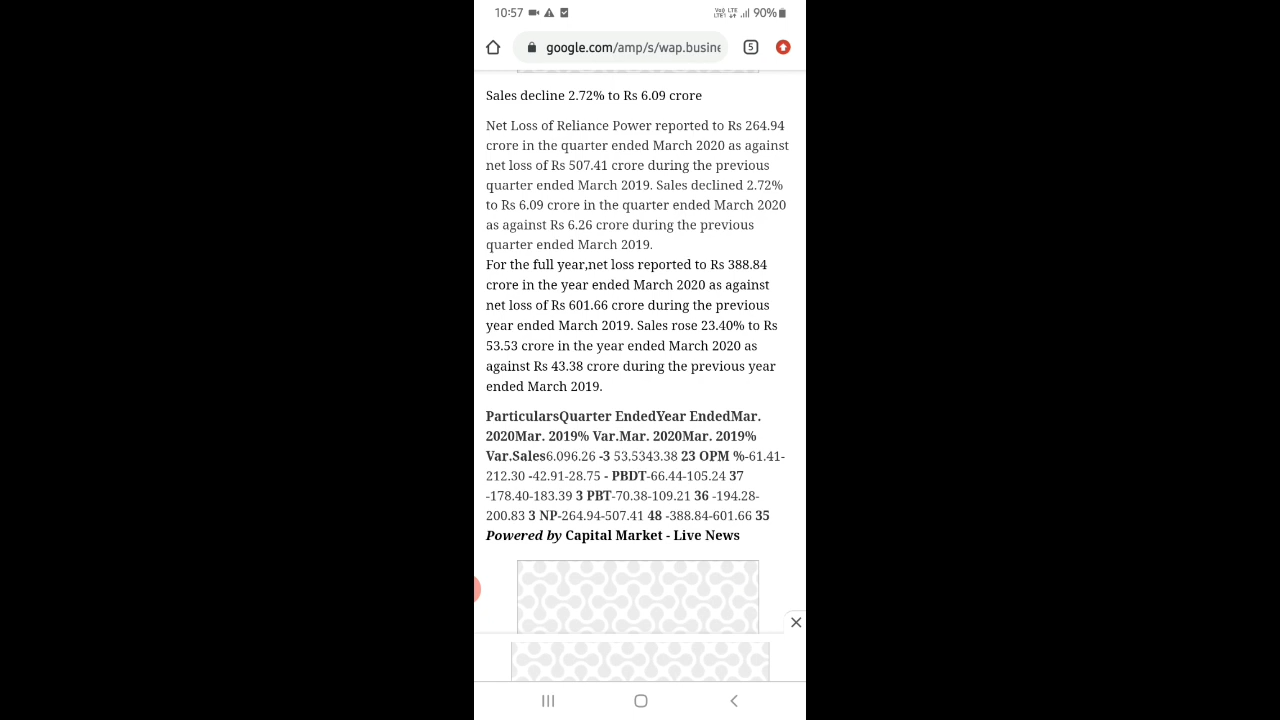 10:57
Vo) LTE
LTE1
90%
google.com/amp/s/wap.busine
5
Sales decline 2.72% to Rs 6.09 crore
Net Loss of Reliance Power reported to Rs 264.94
crore in the quarter ended March 2020 as against
net loss of Rs 507.41 crore during the previous
quarter ended March 2019. Sales declined 2.72%
to Rs 6.09 crore in the quarter ended March 2020
as against Rs 6.26 crore during the previous
quarter ended March 2019.
For the full year,net loss reported to Rs 388.84
crore in the year ended March 2020 as against
net loss of Rs 601.66 crore during the previous
year ended March 2019. Sales rose 23.40% to Rs
53.53 crore in the year ended March 2020 as
against Rs 43.38 crore during the previous year
ended March 2019.
ParticularsQuarter EndedYear EndedMar.
2020Mar. 2019% Var.Mar. 2020Mar. 2019%
Var.Sales6.096.26 -3 53.5343.38 23 OPM %-61.41-
212.30 -42.91-28.75 - PBDT-66.44-105.24 37
-178.40-183.39 3 PBT-70.38-109.21 36 -194.28-
200.83 3 NP-264.94-507.41 48 -388.84-601.66 35
Powered by Capital Market - Live News